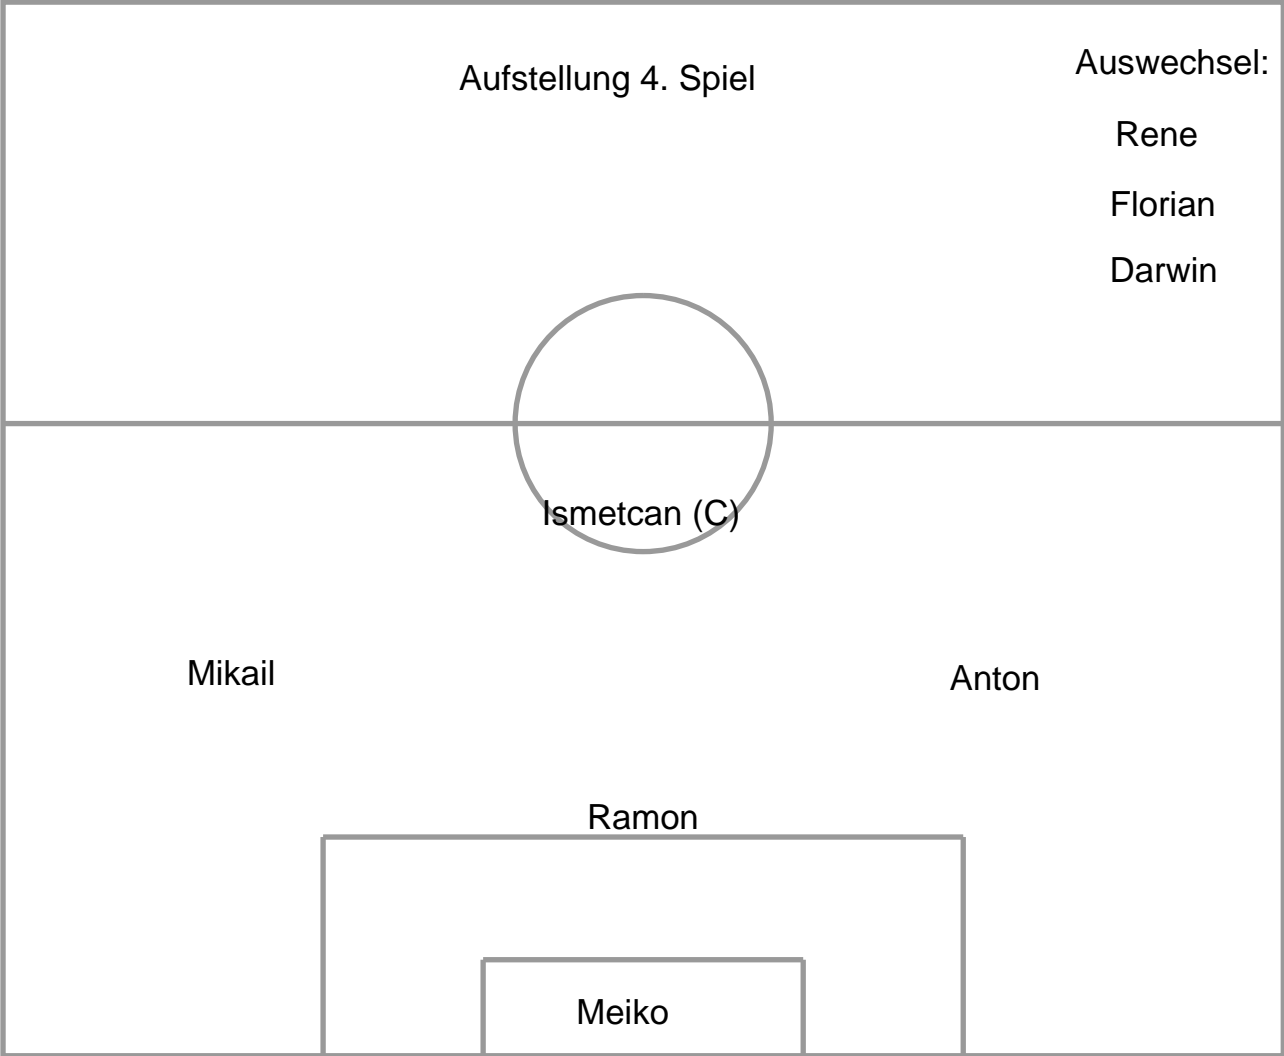 Aufstellung 4. Spiel
Auswechsel:
Rene
Florian
Darwin
Ismetcan (C)
Mikail
Anton
Ramon
Meiko